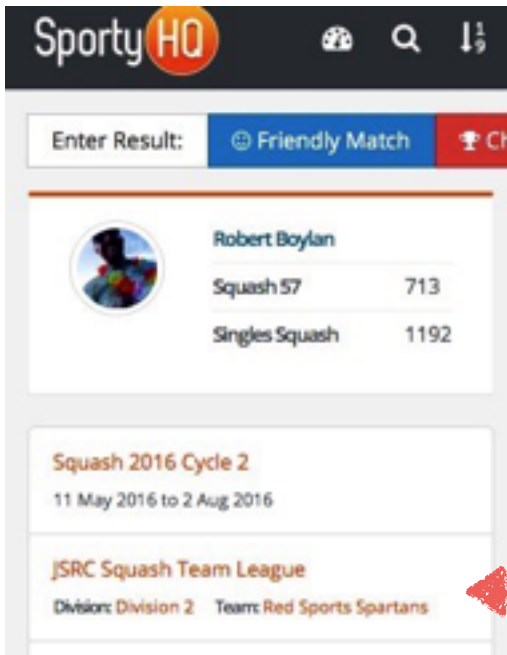 SportyHQ
Enter Result: Friendly Match Ch
Robert Boylan
Squash 57 713
Singles Squash 1192
Squash 2016 Cycle 2
11 May 2016 to 2 Aug 2016
JSRC Squash Team League
Division: Division 2 Team: Red Sports Spartans